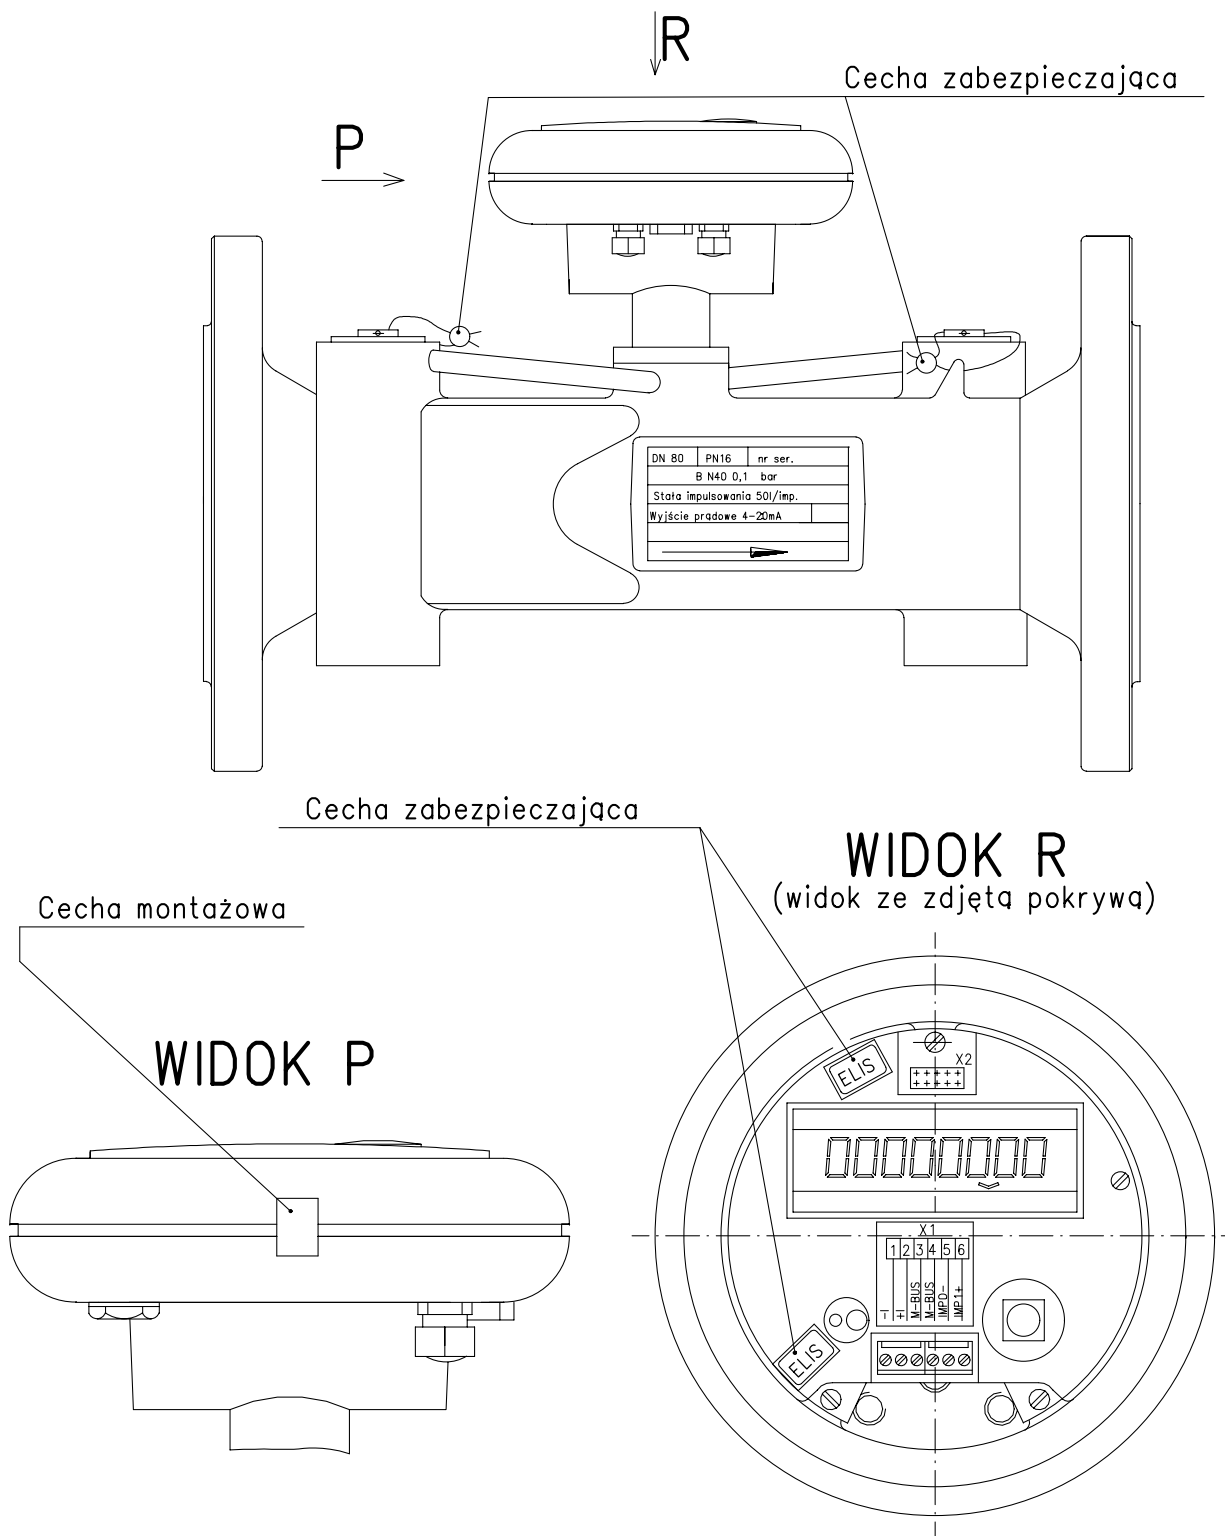 R
Cecha zabezpieczająca
P
DN 80 PN16 nr ser.
B N40 0,1 bar
Stała impulsowania 50l/imp.
Wyjście prądowe 4-20mA
Cecha zabezpieczająca
WIDOK R
(widok ze zdjętą pokrywą)
Cecha montażowa
WIDOK P
ELIS
X2
00000000
X1
1 2 3 4 5 6
-I
+I
M-BUS
M-BUS
IMPD-
IMP1+
ELIS